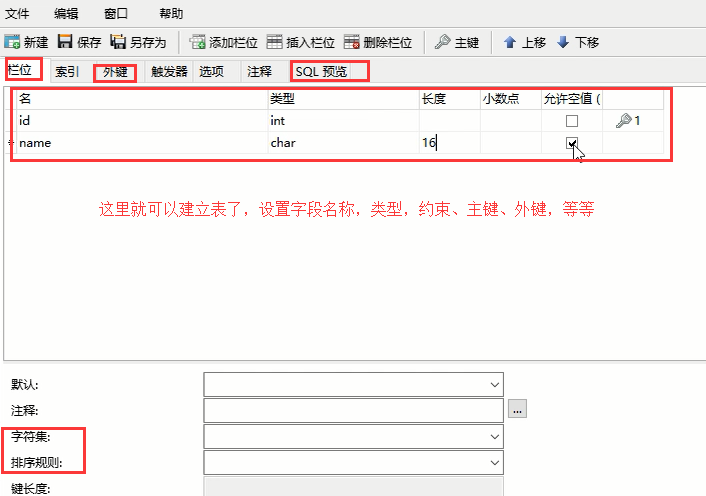 文件 编辑 窗口 帮助
新建 保存 另存为 添加栏位 插入栏位 删除栏位 主键 上移 下移
栏位 索引 外键 触发器 选项 注释 SQL 预览
名 类型 长度 小数点 允许空值 (
id int 1
name char 16
这里就可以建立表了，设置字段名称，类型，约束、主键、外键，等等
默认:
注释: ...
字符集:
排序规则:
键长度: